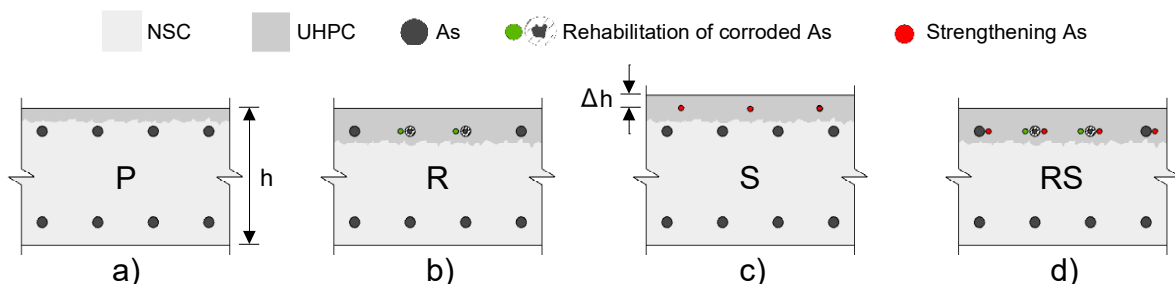 NSC UHPC As Rehabilitation of corroded As Strengthening As
Δh
P h R S RS
a) b) c) d)